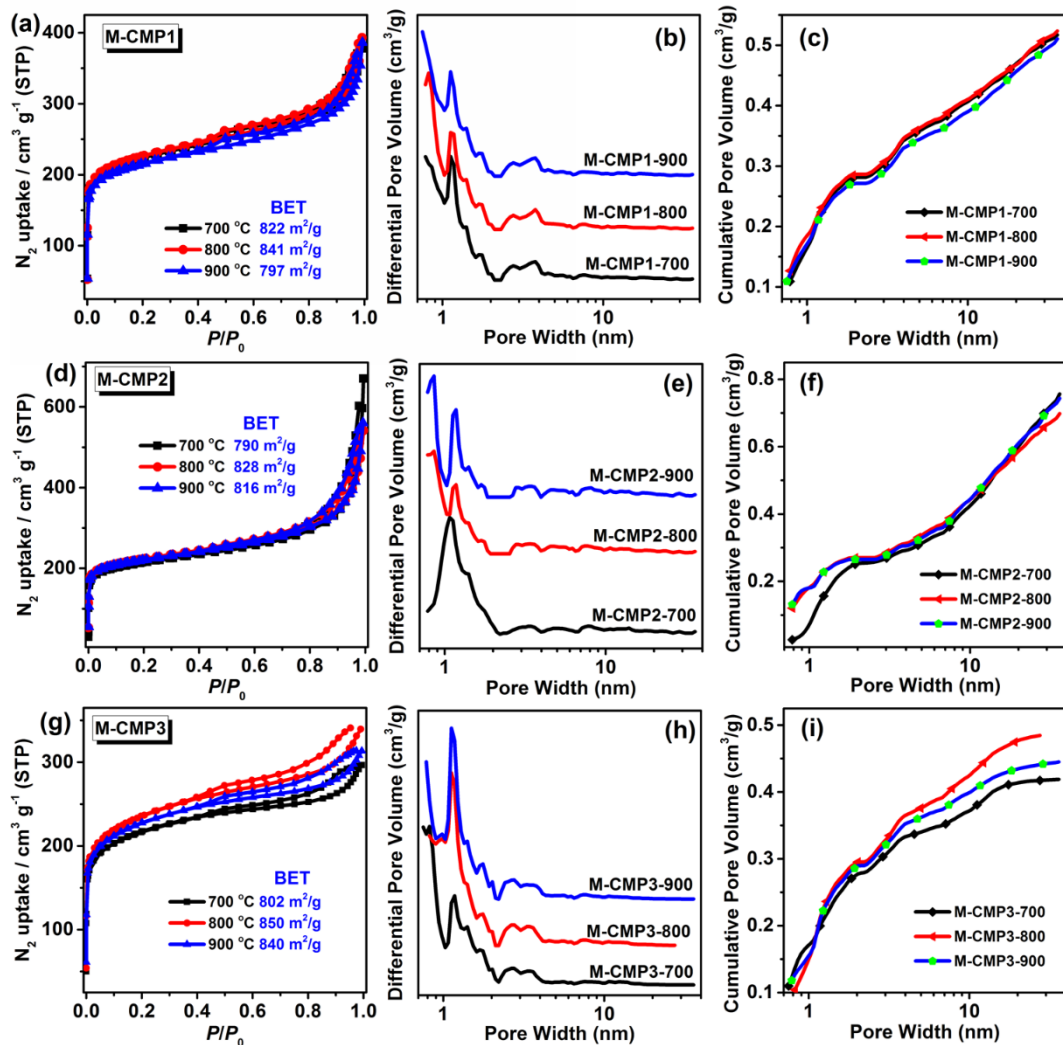 (a)
M-CMP1
N₂ uptake / cm³ g⁻¹ (STP)
400
300
200
100
BET
700 °C 822 m²/g
800 °C 841 m²/g
900 °C 797 m²/g
0.0 0.2 0.4 0.6 0.8 1.0
P/P₀
(b)
Differential Pore Volume (cm³/g)
M-CMP1-900
M-CMP1-800
M-CMP1-700
1 10
Pore Width (nm)
(c)
Cumulative Pore Volume (cm³/g)
0.5
0.4
0.3
0.2
0.1
M-CMP1-700
M-CMP1-800
M-CMP1-900
1 10
Pore Width (nm)
(d)
M-CMP2
N₂ uptake / cm³ g⁻¹ (STP)
600
400
200
0
BET
700 °C 790 m²/g
800 °C 828 m²/g
900 °C 816 m²/g
0.0 0.2 0.4 0.6 0.8 1.0
P/P₀
(e)
Differential Pore Volume (cm³/g)
M-CMP2-900
M-CMP2-800
M-CMP2-700
1 10
Pore Width (nm)
(f)
Cumulative Pore Volume (cm³/g)
0.8
0.6
0.4
0.2
M-CMP2-700
M-CMP2-800
M-CMP2-900
1 10
Pore Width (nm)
(g)
M-CMP3
N₂ uptake / cm³ g⁻¹ (STP)
300
200
100
0
BET
700 °C 802 m²/g
800 °C 850 m²/g
900 °C 840 m²/g
0.0 0.2 0.4 0.6 0.8 1.0
P/P₀
(h)
Differential Pore Volume (cm³/g)
M-CMP3-900
M-CMP3-800
M-CMP3-700
1 10
Pore Width (nm)
(i)
Cumulative Pore Volume (cm³/g)
0.5
0.4
0.3
0.2
0.1
M-CMP3-700
M-CMP3-800
M-CMP3-900
1 10
Pore Width (nm)